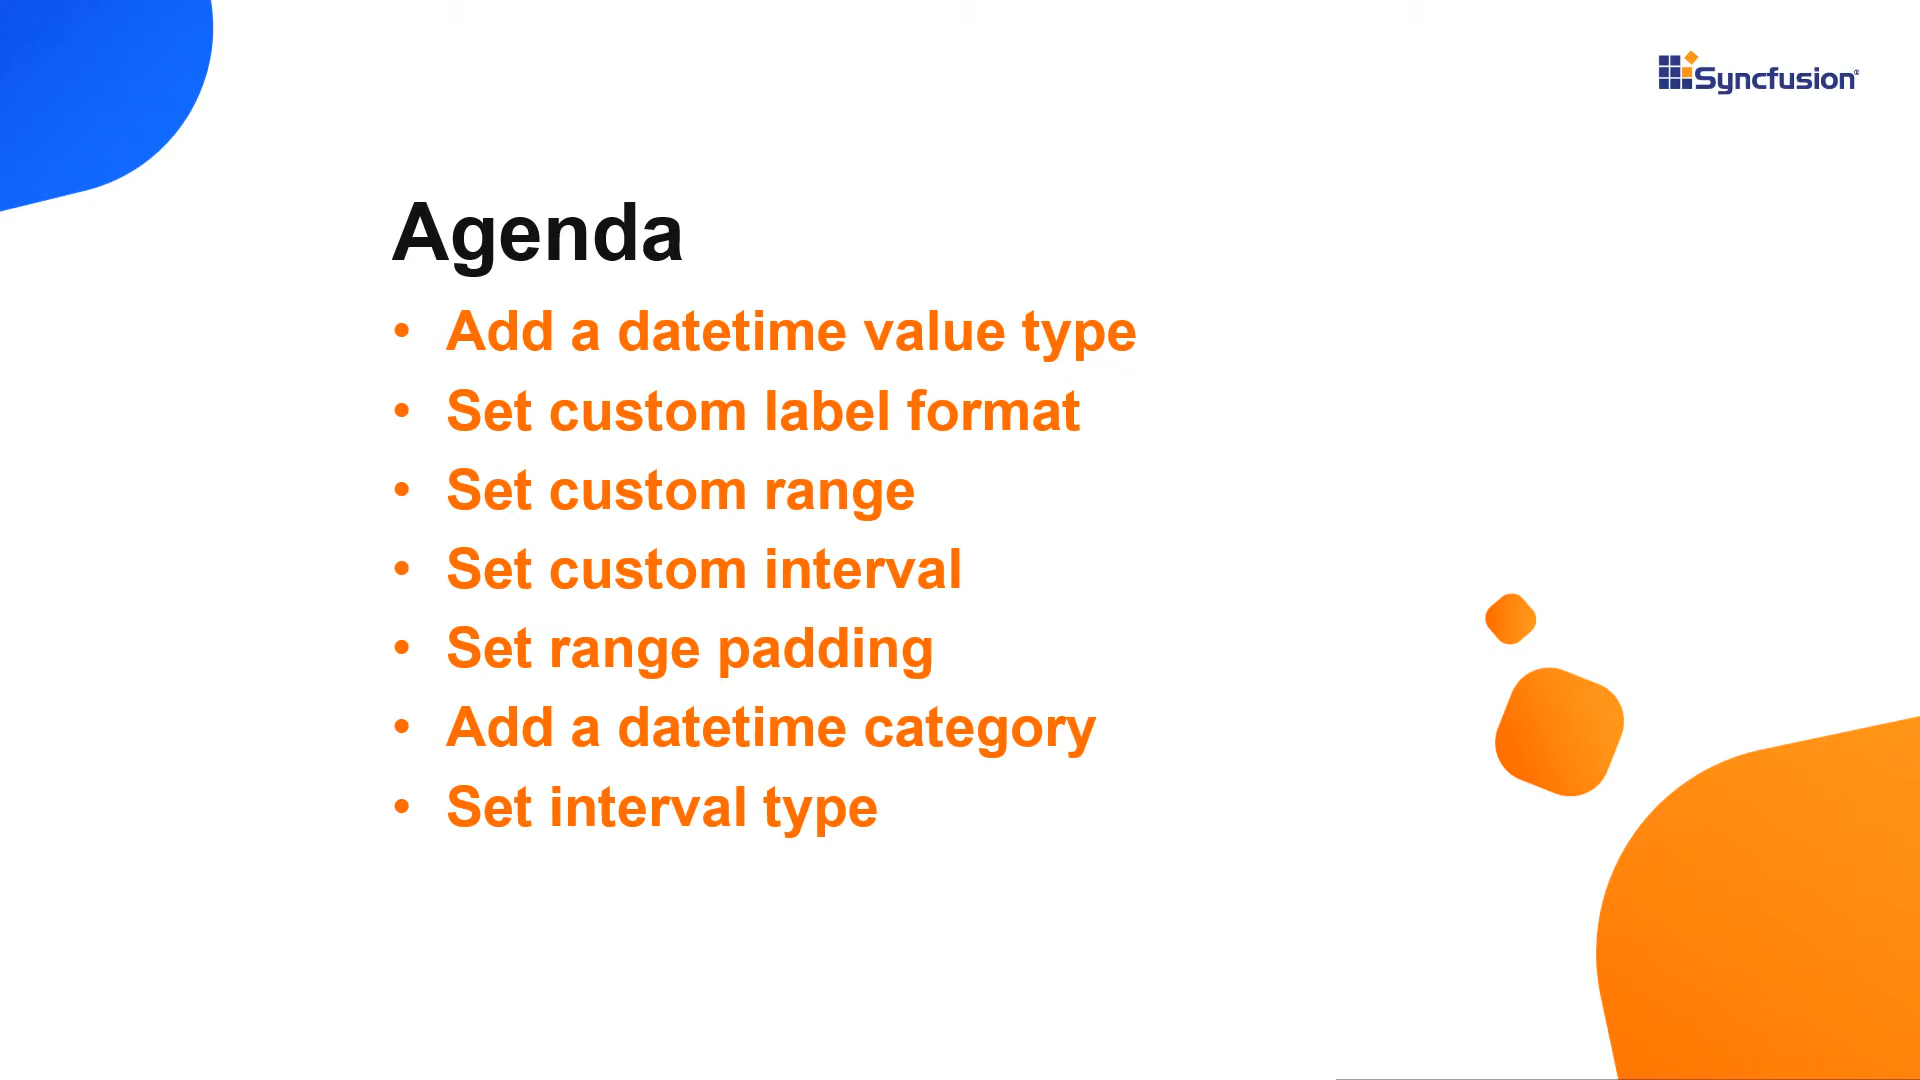 Syncfusion®
Agenda
• Add a datetime value type
• Set custom label format
• Set custom range
• Set custom interval
• Set range padding
• Add a datetime category
• Set interval type